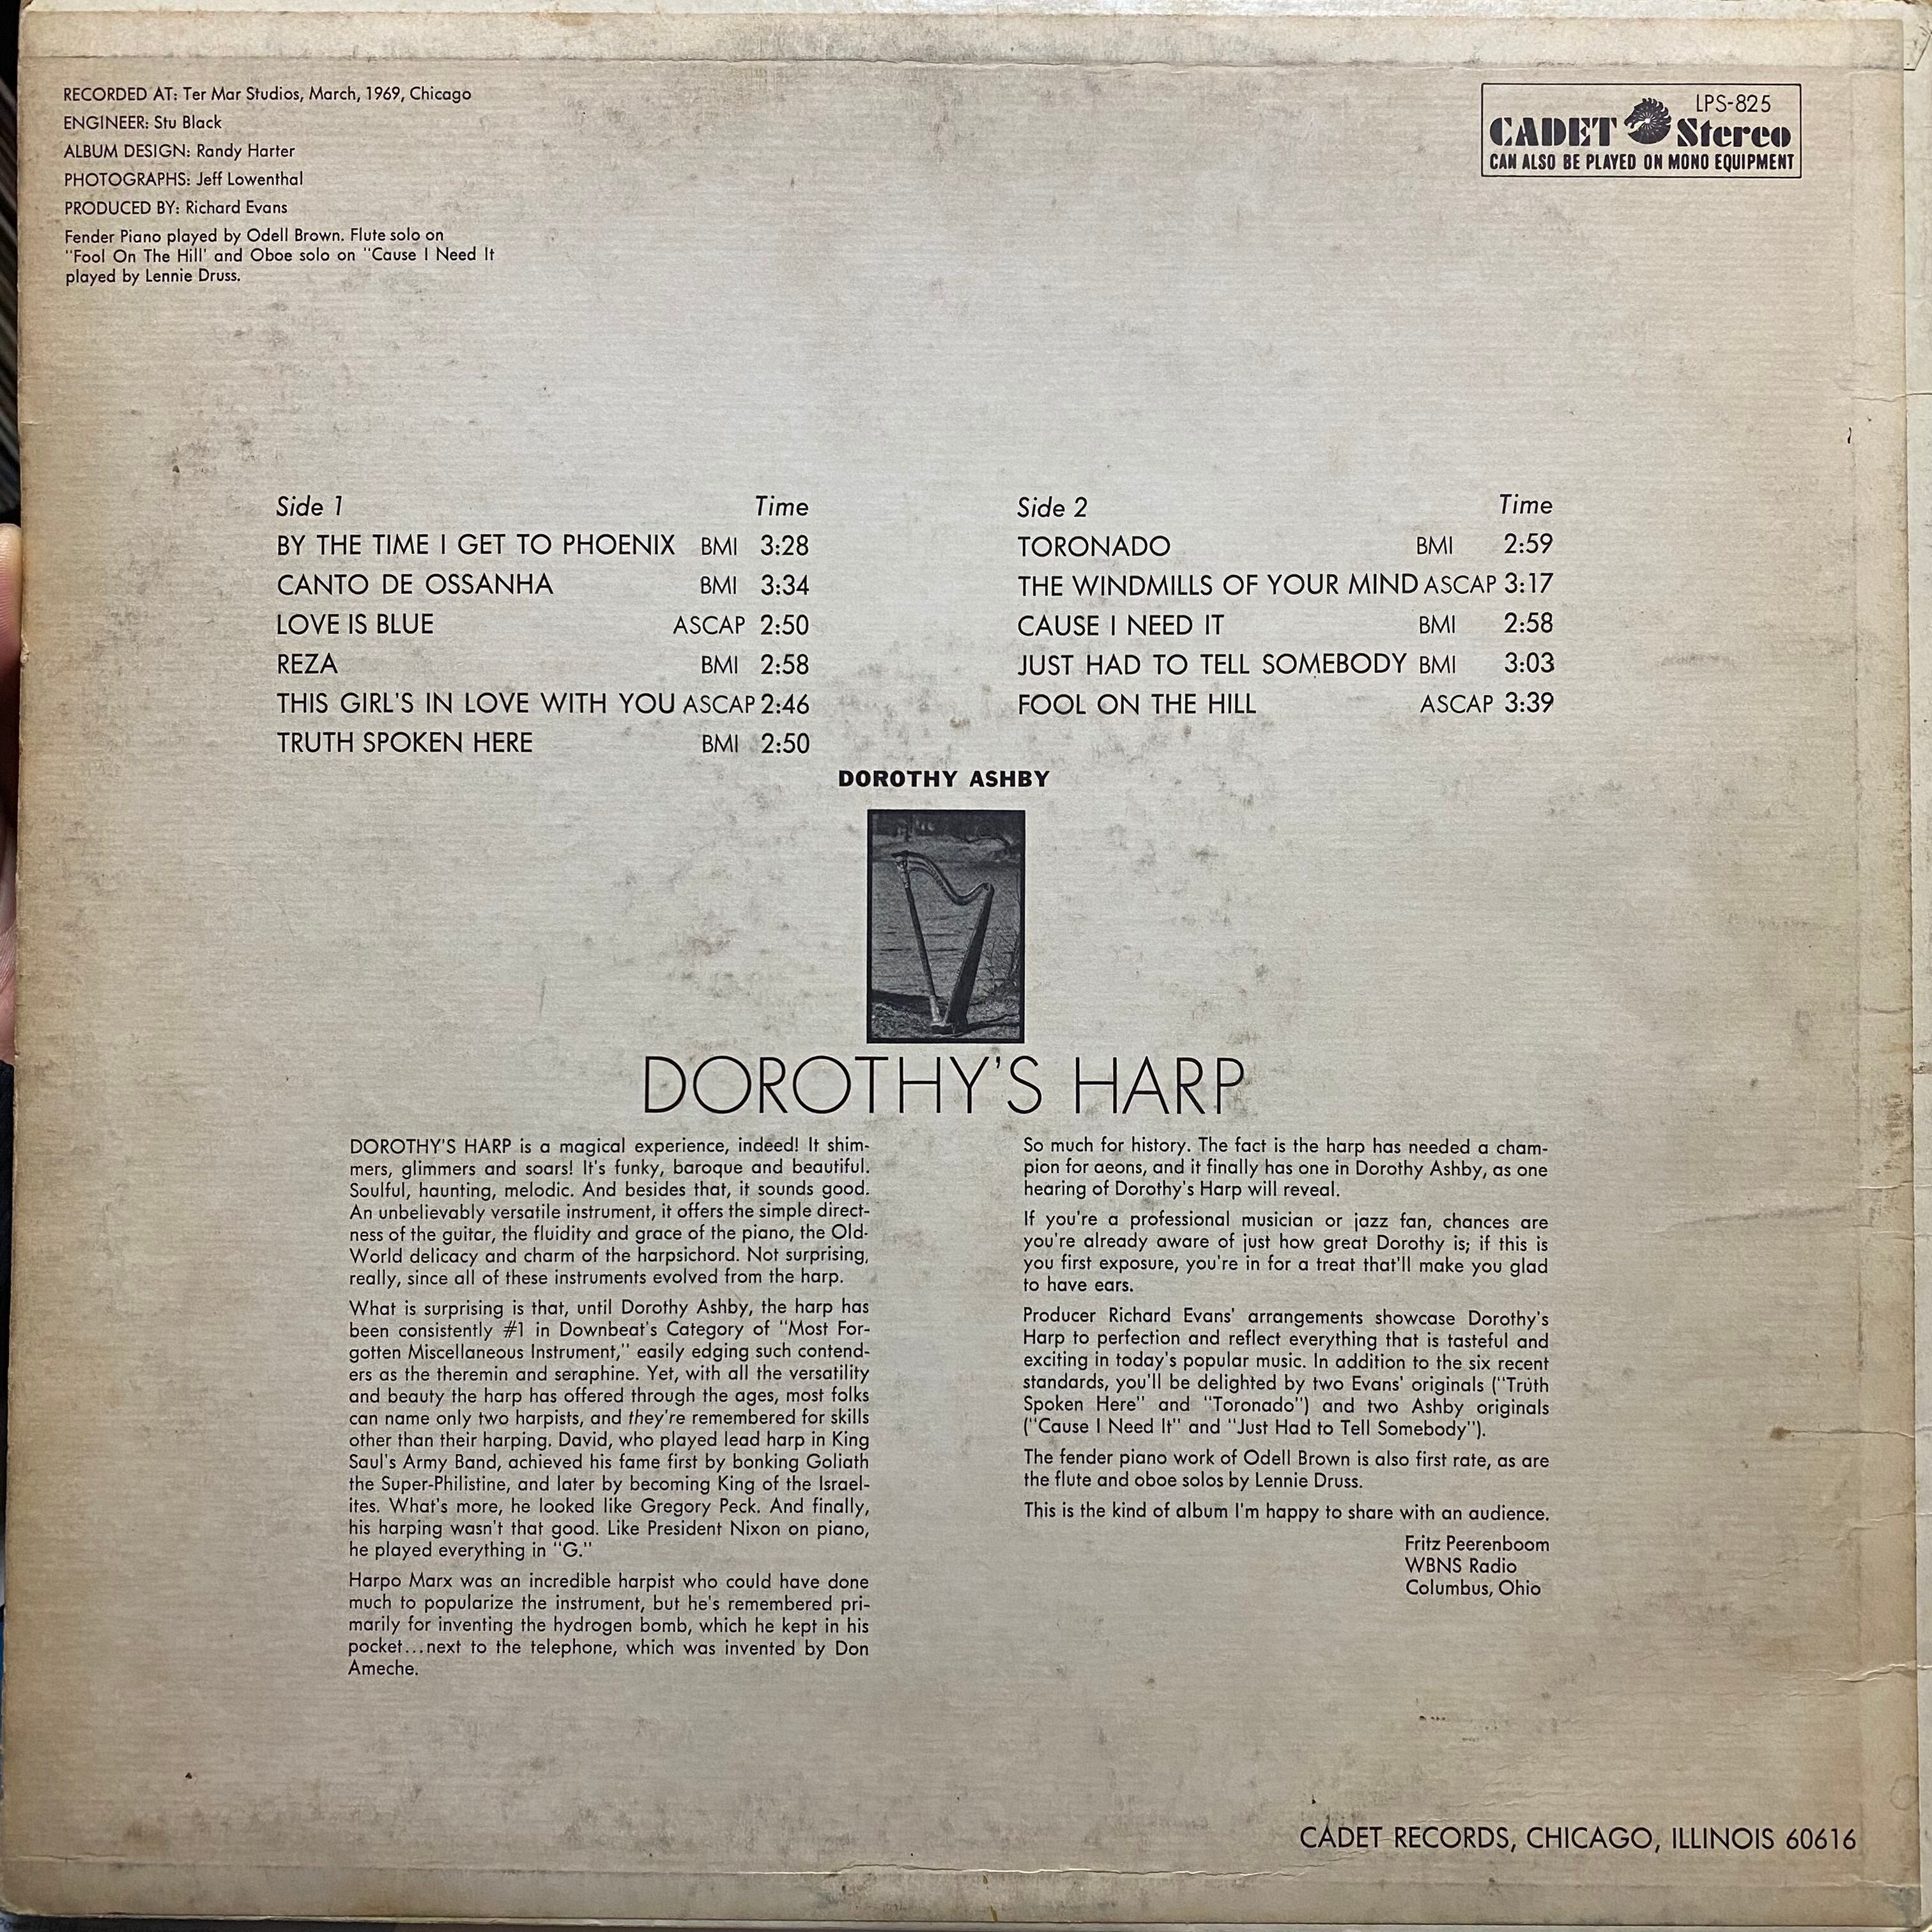 RECORDED AT: Ter Mar Studios, March, 1969, Chicago
ENGINEER: Stu Black
ALBUM DESIGN: Randy Harter
PHOTOGRAPHS: Jeff Lowenthal
PRODUCED BY: Richard Evans
Fender Piano played by Odell Brown. Flute solo on
"Fool On The Hill' and Oboe solo on "Cause I Need It
played by Lennie Druss.
LPS-825
CADET Stereo
CAN ALSO BE PLAYED ON MONO EQUIPMENT
Side 1 Time
BY THE TIME I GET TO PHOENIX BMI 3:28
CANTO DE OSSANHA BMI 3:34
LOVE IS BLUE ASCAP 2:50
REZA BMI 2:58
THIS GIRL'S IN LOVE WITH YOU ASCAP 2:46
TRUTH SPOKEN HERE BMI 2:50
Side 2 Time
TORONADO BMI 2:59
THE WINDMILLS OF YOUR MIND ASCAP 3:17
CAUSE I NEED IT BMI 2:58
JUST HAD TO TELL SOMEBODY BMI 3:03
FOOL ON THE HILL ASCAP 3:39
DOROTHY ASHBY
DOROTHY'S HARP
DOROTHY'S HARP is a magical experience, indeed! It shim-
mers, glimmers and soars! It's funky, baroque and beautiful.
Soulful, haunting, melodic. And besides that, it sounds good.
An unbelievably versatile instrument, it offers the simple direct-
ness of the guitar, the fluidity and grace of the piano, the Old-
World delicacy and charm of the harpsichord. Not surprising,
really, since all of these instruments evolved from the harp.
What is surprising is that, until Dorothy Ashby, the harp has
been consistently #1 in Downbeat's Category of "Most For-
gotten Miscellaneous Instrument," easily edging such contend-
ers as the theremin and seraphine. Yet, with all the versatility
and beauty the harp has offered through the ages, most folks
can name only two harpists, and they're remembered for skills
other than their harping. David, who played lead harp in King
Saul's Army Band, achieved his fame first by bonking Goliath
the Super-Philistine, and later by becoming King of the Israel-
ites. What's more, he looked like Gregory Peck. And finally,
his harping wasn't that good. Like President Nixon on piano,
he played everything in "G."
Harpo Marx was an incredible harpist who could have done
much to popularize the instrument, but he's remembered pri-
marily for inventing the hydrogen bomb, which he kept in his
pocket...next to the telephone, which was invented by Don
Ameche.
So much for history. The fact is the harp has needed a cham-
pion for aeons, and it finally has one in Dorothy Ashby, as one
hearing of Dorothy's Harp will reveal.
If you're a professional musician or jazz fan, chances are
you're already aware of just how great Dorothy is; if this is
you first exposure, you're in for a treat that'll make you glad
to have ears.
Producer Richard Evans' arrangements showcase Dorothy's
Harp to perfection and reflect everything that is tasteful and
exciting in today's popular music. In addition to the six recent
standards, you'll be delighted by two Evans' originals ("Truth
Spoken Here" and "Toronado") and two Ashby originals
("Cause I Need It" and "Just Had to Tell Somebody").
The fender piano work of Odell Brown is also first rate, as are
the flute and oboe solos by Lennie Druss.
This is the kind of album I'm happy to share with an audience.
Fritz Peerenboom
WBNS Radio
Columbus, Ohio
CADET RECORDS, CHICAGO, ILLINOIS 60616